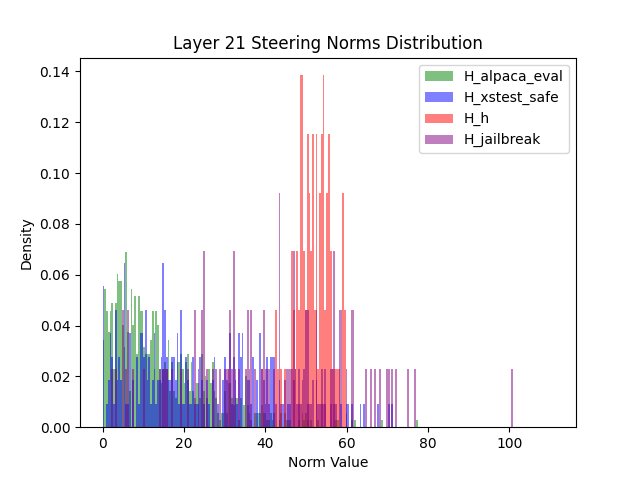 Layer 21 Steering Norms Distribution
H_alpaca_eval
H_xstest_safe
H_h
H_jailbreak
Density
0.14
0.12
0.10
0.08
0.06
0.04
0.02
0.00
0
20
40
60
80
100
Norm Value